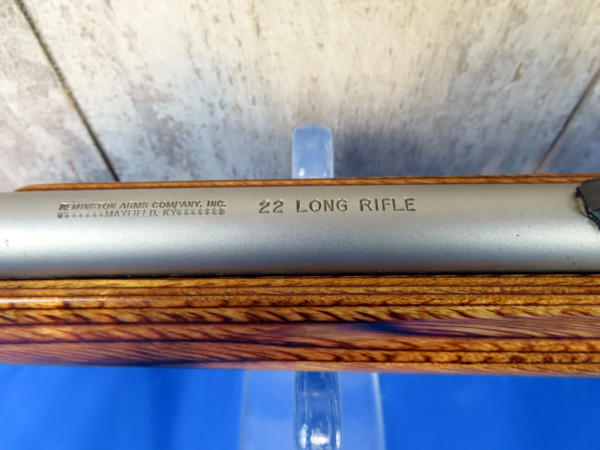 REMINGTON ARMS COMPANY, INC.
MAYFIELD, KY
22 LONG RIFLE